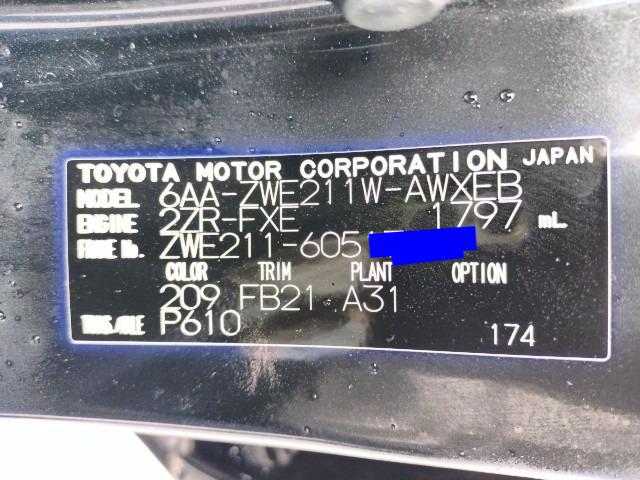 TOYOTA MOTOR CORPORATION JAPAN
MODEL 6AA-ZWE211W-AWXEB
ENGINE 2ZR-FXE 1797 mL
FRAME No. ZWE211-6051
COLOR TRIM PLANT OPTION
209 FB21 A31
TRANS./AXLE P610
174